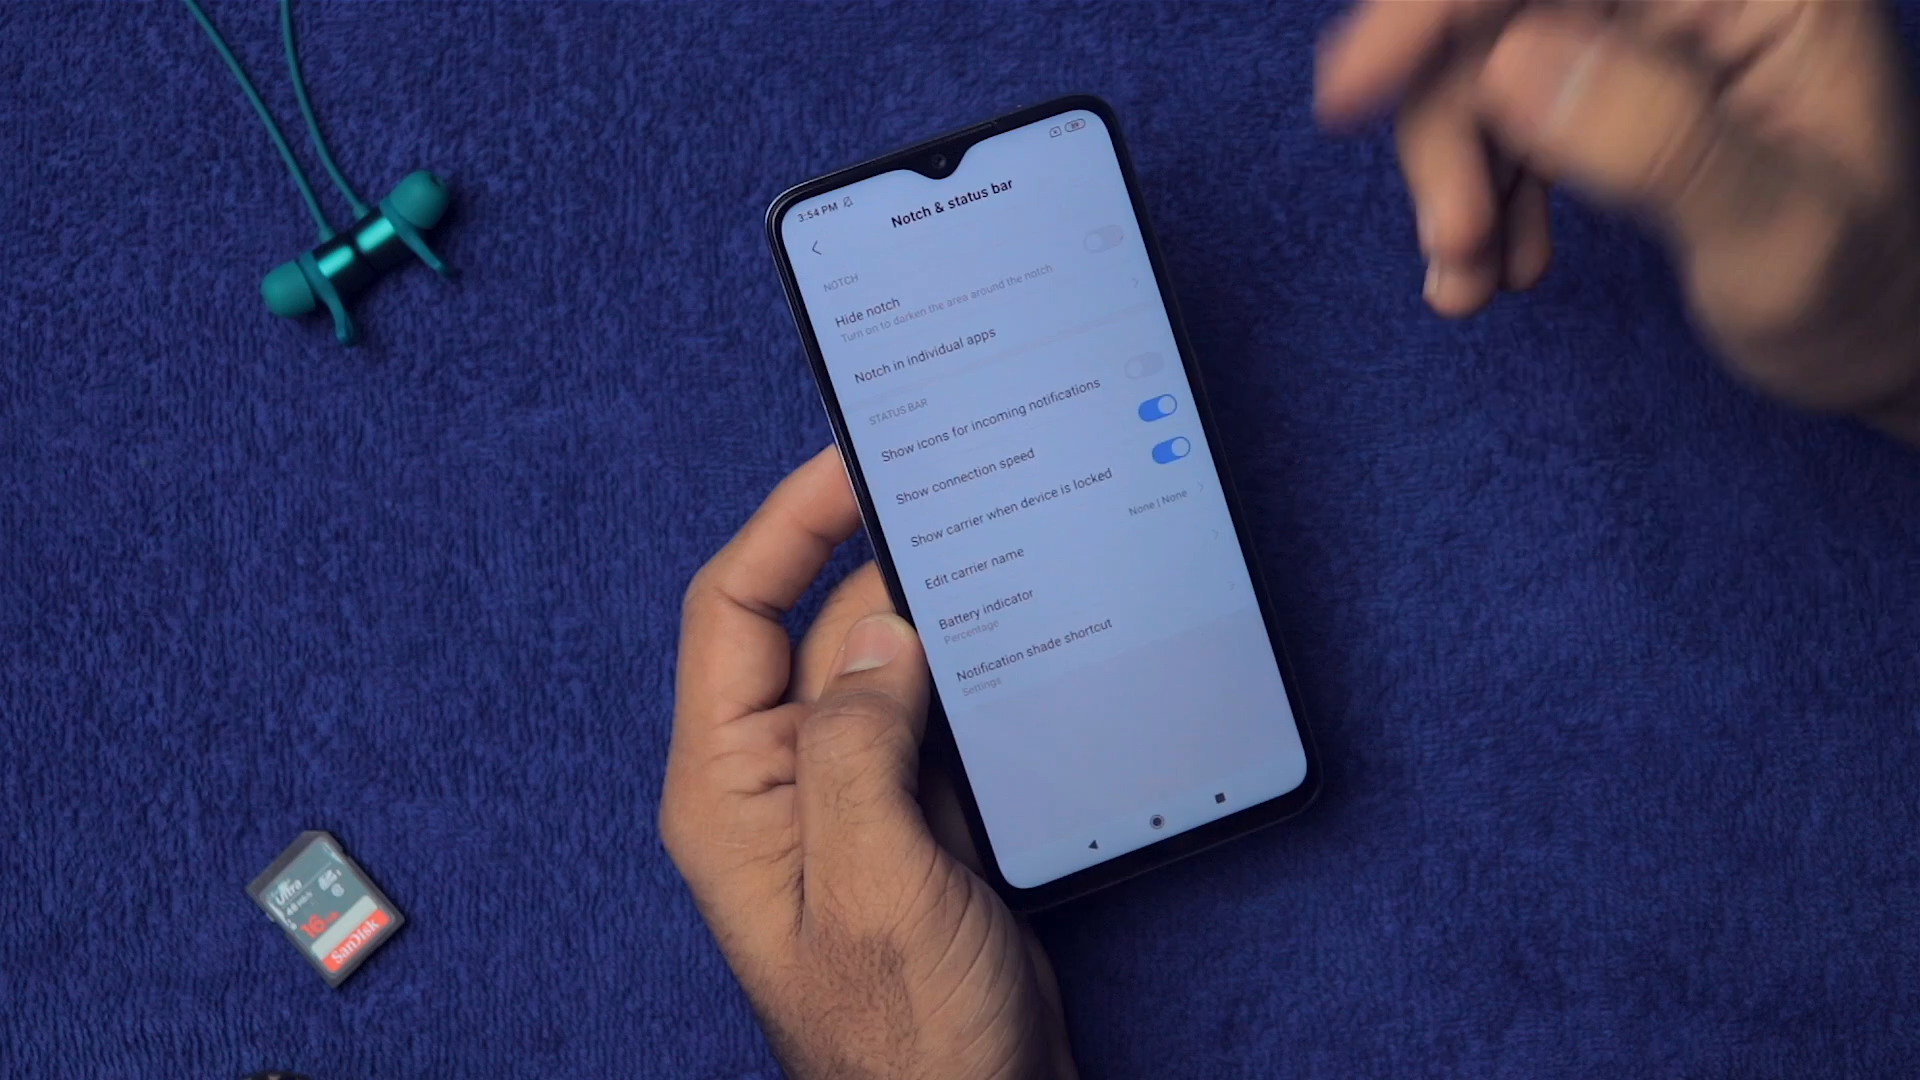 3:54 PM
Notch & status bar
NOTCH
Hide notch
Turn on to darken the area around the notch
Notch in individual apps
STATUS BAR
Show icons for incoming notifications
Show connection speed
Show carrier when device is locked
Edit carrier name
None | None
Battery indicator
Percentage
Notification shade shortcut
Settings
Ultra
16
SanDisk